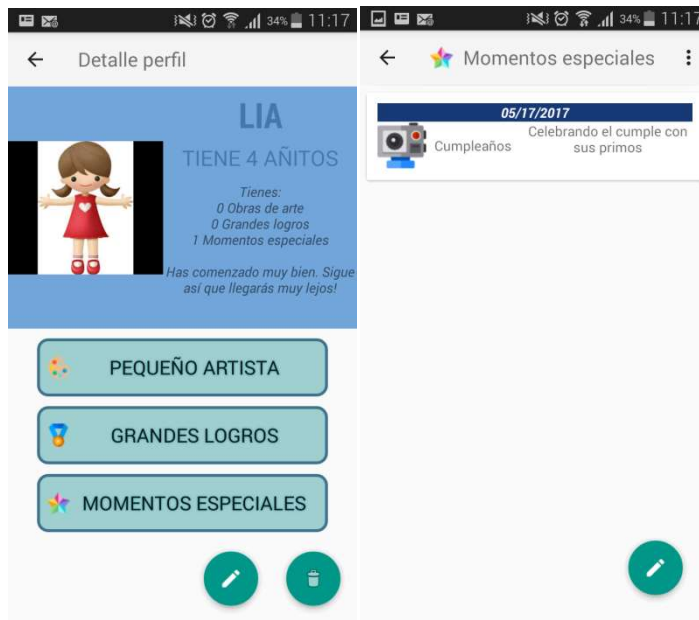 34% 11:17
Detalle perfil
LIA
TIENE 4 AÑITOS
Tienes:
0 Obras de arte
0 Grandes logros
1 Momentos especiales
Has comenzado muy bien. Sigue
así que llegarás muy lejos!
PEQUEÑO ARTISTA
GRANDES LOGROS
MOMENTOS ESPECIALES
34% 11:17
Momentos especiales
05/17/2017
Cumpleaños
Celebrando el cumple con
sus primos